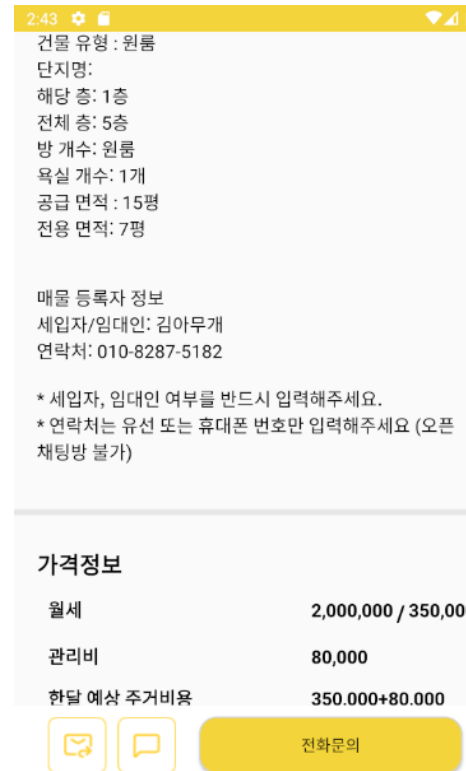 2:43
건물 유형 : 원룸
단지명:
해당 층: 1층
전체 층: 5층
방 개수: 원룸
욕실 개수: 1개
공급 면적 : 15평
전용 면적: 7평
매물 등록자 정보
세입자/임대인: 김아무개
연락처: 010-8287-5182
* 세입자, 임대인 여부를 반드시 입력해주세요.
* 연락처는 유선 또는 휴대폰 번호만 입력해주세요 (오픈
채팅방 불가)
가격정보
월세 2,000,000 / 350,00
관리비 80,000
한달 예상 주거비용 350,000+80,000
전화문의